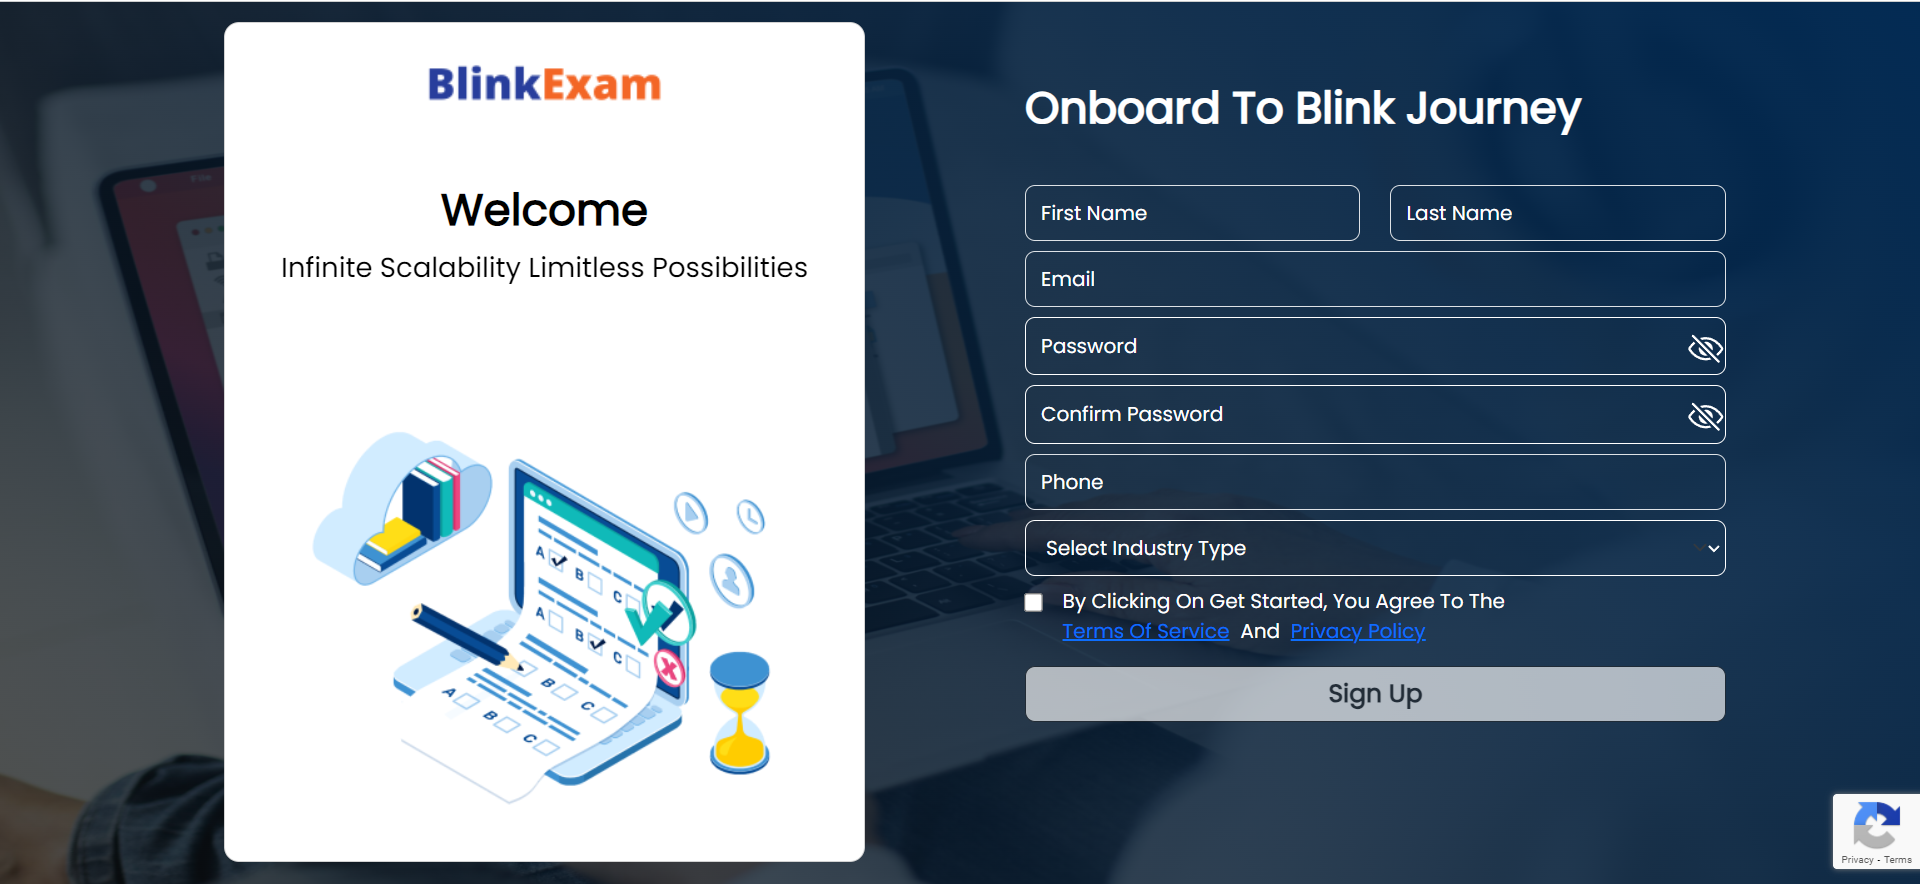 BlinkExam
Welcome
Infinite Scalability Limitless Possibilities
A B C
A B C
B C
A B C
Onboard To Blink Journey
First Name
Last Name
Email
Password
Confirm Password
Phone
Select Industry Type
By Clicking On Get Started, You Agree To The
Terms Of Service And Privacy Policy
Sign Up
Privacy - Terms